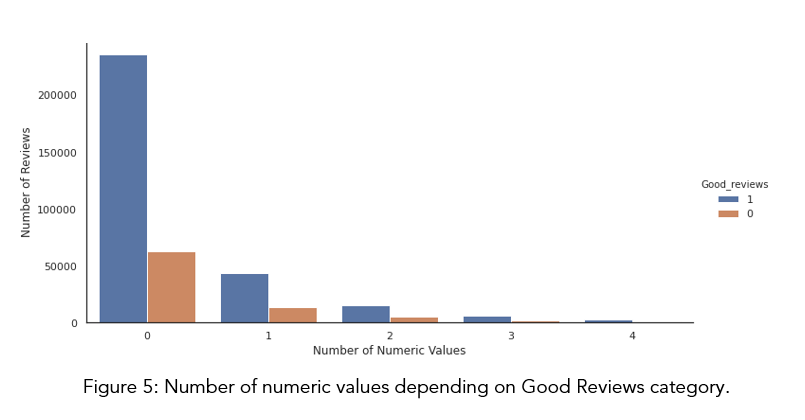 200000
150000
100000
50000
0
Number of Reviews
0 1 2 3 4
Number of Numeric Values
Good_reviews
1
0
Figure 5: Number of numeric values depending on Good Reviews category.